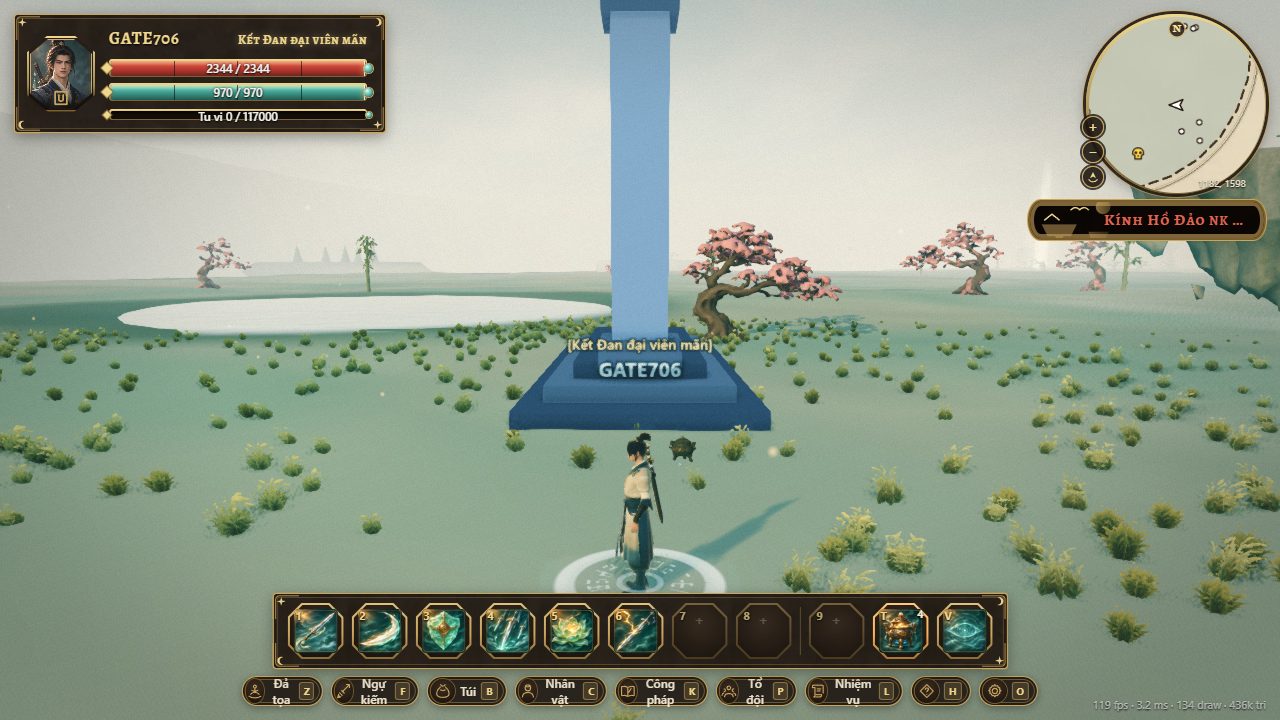 GATE706
Kết Đan đại viên mãn
2344 / 2344
U
970 / 970
Tu vi 0 / 117000
N
+
−
1598
Kính Hồ Đảo NK ...
[Kết Đan đại viên mãn]
GATE706
1 2 3 4 5 6 7 8 9 T 4 V
Đả tọa Z
Ngự kiếm F
Túi B
Nhân vật C
Công pháp K
Tổ đội P
Nhiệm vụ L
H
O
119 fps · 3.2 ms · 134 draw · 436k tri